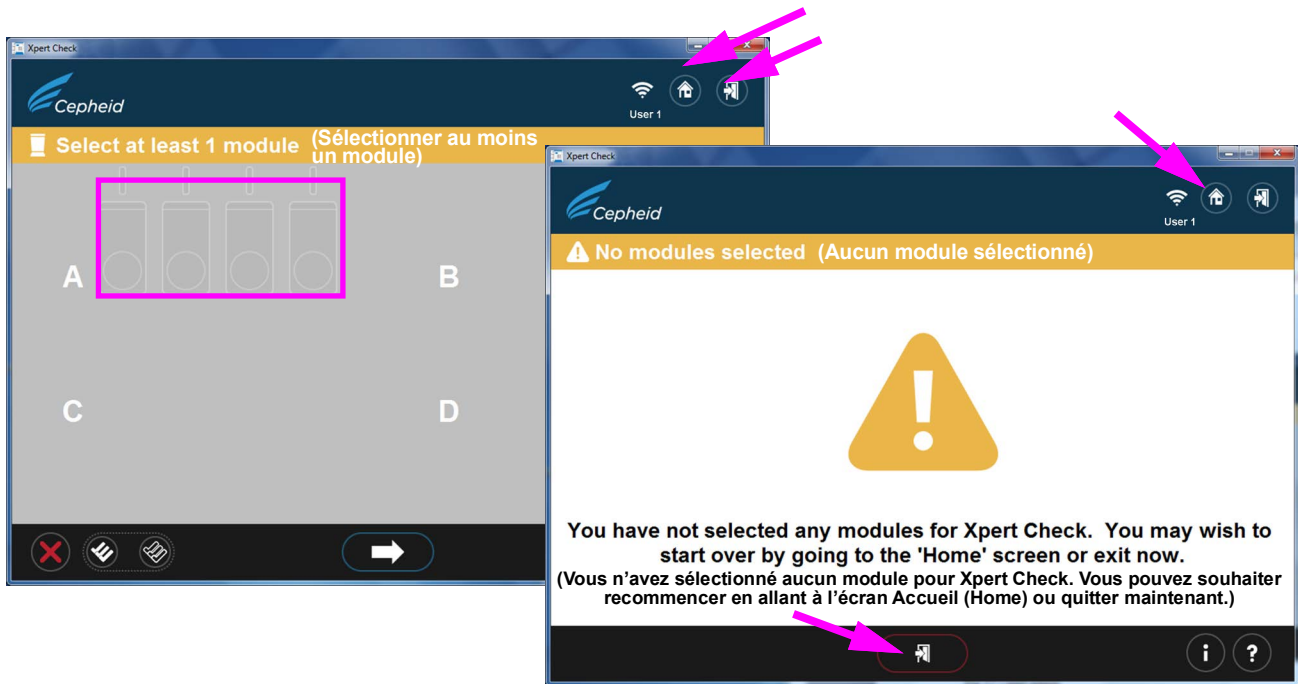 Xpert Check
Cepheid
User 1
Select at least 1 module (Sélectionner au moins
un module)
A
B
C
D
Xpert Check
Cepheid
User 1
No modules selected (Aucun module sélectionné)
You have not selected any modules for Xpert Check. You may wish to
start over by going to the 'Home' screen or exit now.
(Vous n’avez sélectionné aucun module pour Xpert Check. Vous pouvez souhaiter
recommencer en allant à l’écran Accueil (Home) ou quitter maintenant.)
i ?